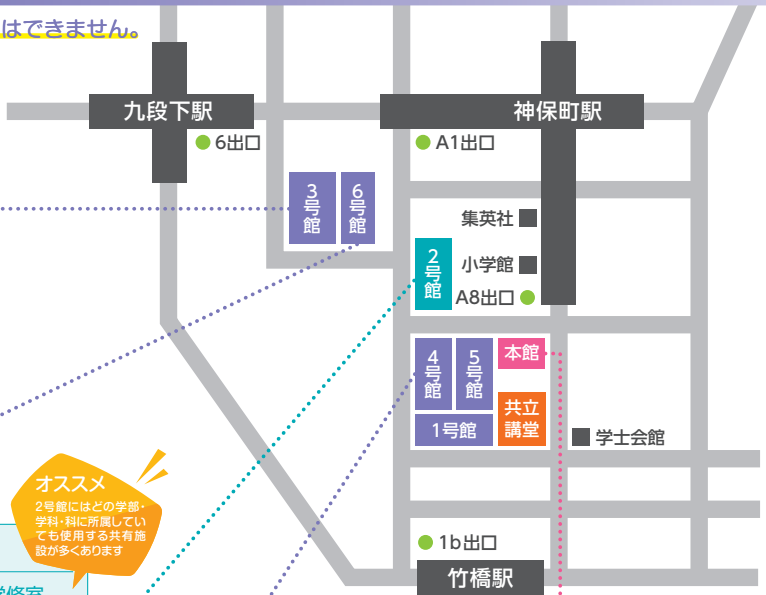 はできません。
九段下駅
神保町駅
6出口
A1出口
3号館
6号館
集英社
2号館
小学館
A8出口
4号館
5号館
本館
共立
講堂
1号館
学士会館
オススメ
2号館にはどの学部・
学科・科に所属してい
ても使用する共有施
設が多くあります
1b出口
竹橋駅